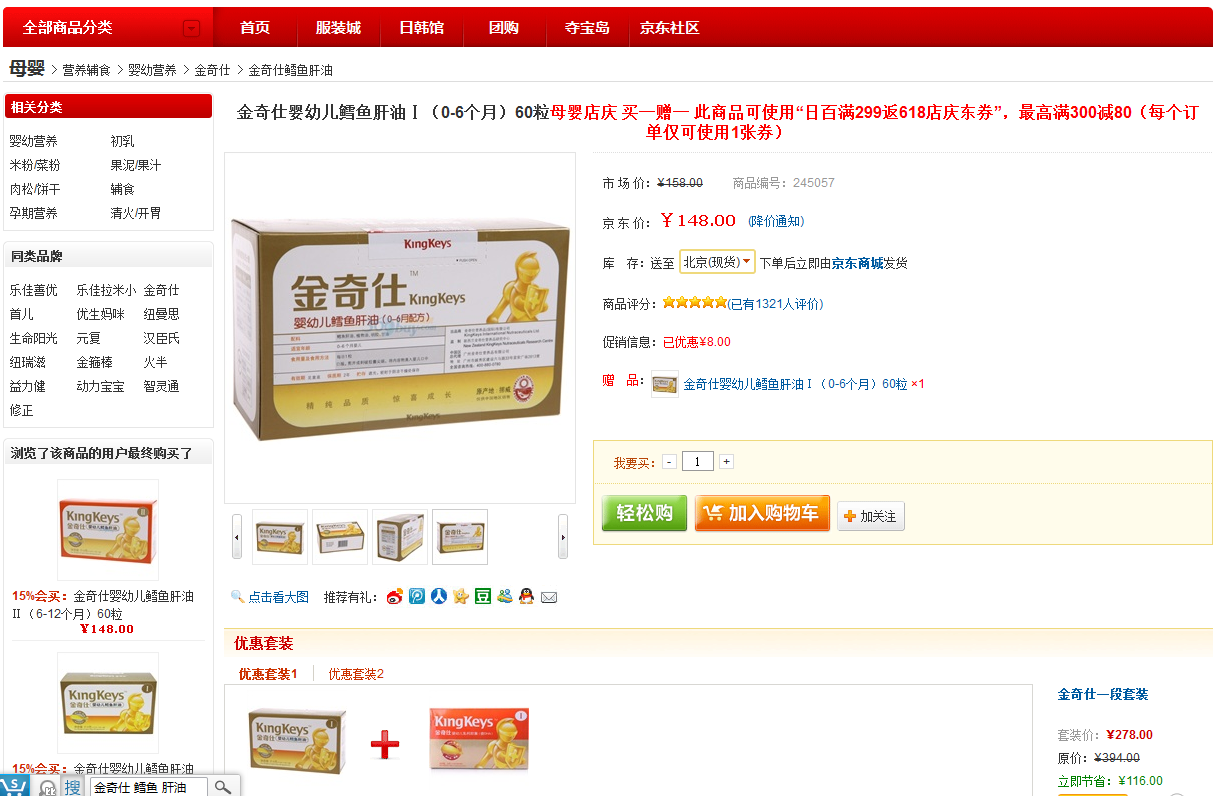 全部商品分类 首页 服装城 日韩馆 团购 夺宝岛 京东社区
母婴 > 营养辅食 > 婴幼营养 > 金奇仕 > 金奇仕鳕鱼肝油
相关分类
婴幼营养 初乳
米粉/菜粉 果泥/果汁
肉松/饼干 辅食
孕期营养 清火/开胃
同类品牌
乐佳善优 乐佳拉米小 金奇仕
首儿 优生妈咪 纽曼思
生命阳光 元复 汉臣氏
纽瑞滋 金箍棒 火半
益力健 动力宝宝 智灵通
修正
浏览了该商品的用户最终购买了
KingKeys
金奇仕
15%会买：金奇仕婴幼儿鳕鱼肝油
Ⅱ（6-12个月）60粒
￥148.00
KingKeys
金奇仕
15%会买：金奇仕婴幼儿鳕鱼肝油
搜 金奇仕 鳕鱼 肝油
金奇仕婴幼儿鳕鱼肝油Ⅰ（0-6个月）60粒母婴店庆 买一赠一 此商品可使用“日百满299返618店庆东券”，最高满300减80（每个订
单仅可使用1张券）
KingKeys
金奇仕 TM KingKeys
婴幼儿鳕鱼肝油（0-6月配方）
精 纯 品 质 惊 喜 成 长
原产地：挪威
KingKeys
点击看大图 推荐有礼：
市 场 价：¥158.00 商品编号：245057
京 东 价：￥148.00 (降价通知)
库 存：送至 北京(现货) 下单后立即由京东商城发货
商品评分：(已有1321人评价)
促销信息：已优惠¥8.00
赠 品：金奇仕婴幼儿鳕鱼肝油Ⅰ（0-6个月）60粒 ×1
我要买：- 1 +
轻松购 加入购物车 加关注
优惠套装
优惠套装1 优惠套装2
KingKeys
金奇仕
KingKeys
金奇仕一段套装
套装价：¥278.00
原价：¥394.00
立即节省：¥116.00